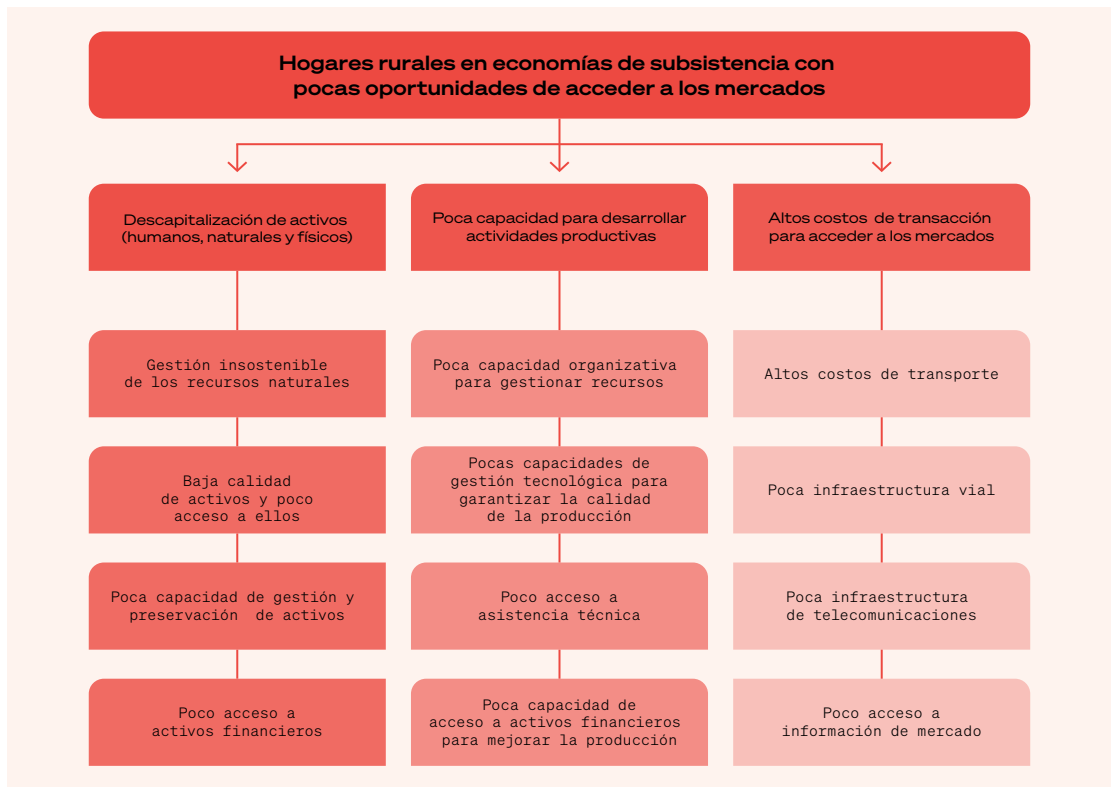 Hogares rurales en economías de subsistencia con
pocas oportunidades de acceder a los mercados
Descapitalización de activos
(humanos, naturales y físicos)
Gestión insostenible
de los recursos naturales
Baja calidad
de activos y poco
acceso a ellos
Poca capacidad de gestión y
preservación de activos
Poco acceso a
activos financieros
Poca capacidad para desarrollar
actividades productivas
Poca capacidad organizativa
para gestionar recursos
Pocas capacidades de
gestión tecnológica para
garantizar la calidad
de la producción
Poco acceso a
asistencia técnica
Poca capacidad de
acceso a activos financieros
para mejorar la producción
Altos costos de transacción
para acceder a los mercados
Altos costos de transporte
Poca infraestructura vial
Poca infraestructura
de telecomunicaciones
Poco acceso a
información de mercado